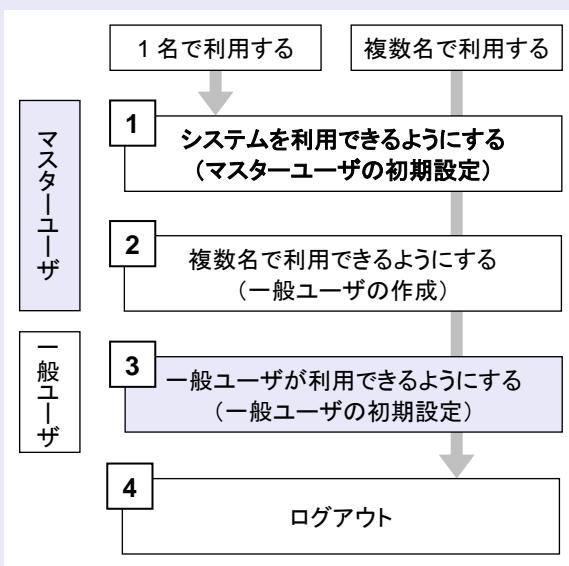 1 名で利用する
複数名で利用する
マスターユーザ
1
システムを利用できるようにする
（マスターユーザの初期設定）
2
複数名で利用できるようにする
（一般ユーザの作成）
一般ユーザ
3
一般ユーザが利用できるようにする
（一般ユーザの初期設定）
4
ログアウト